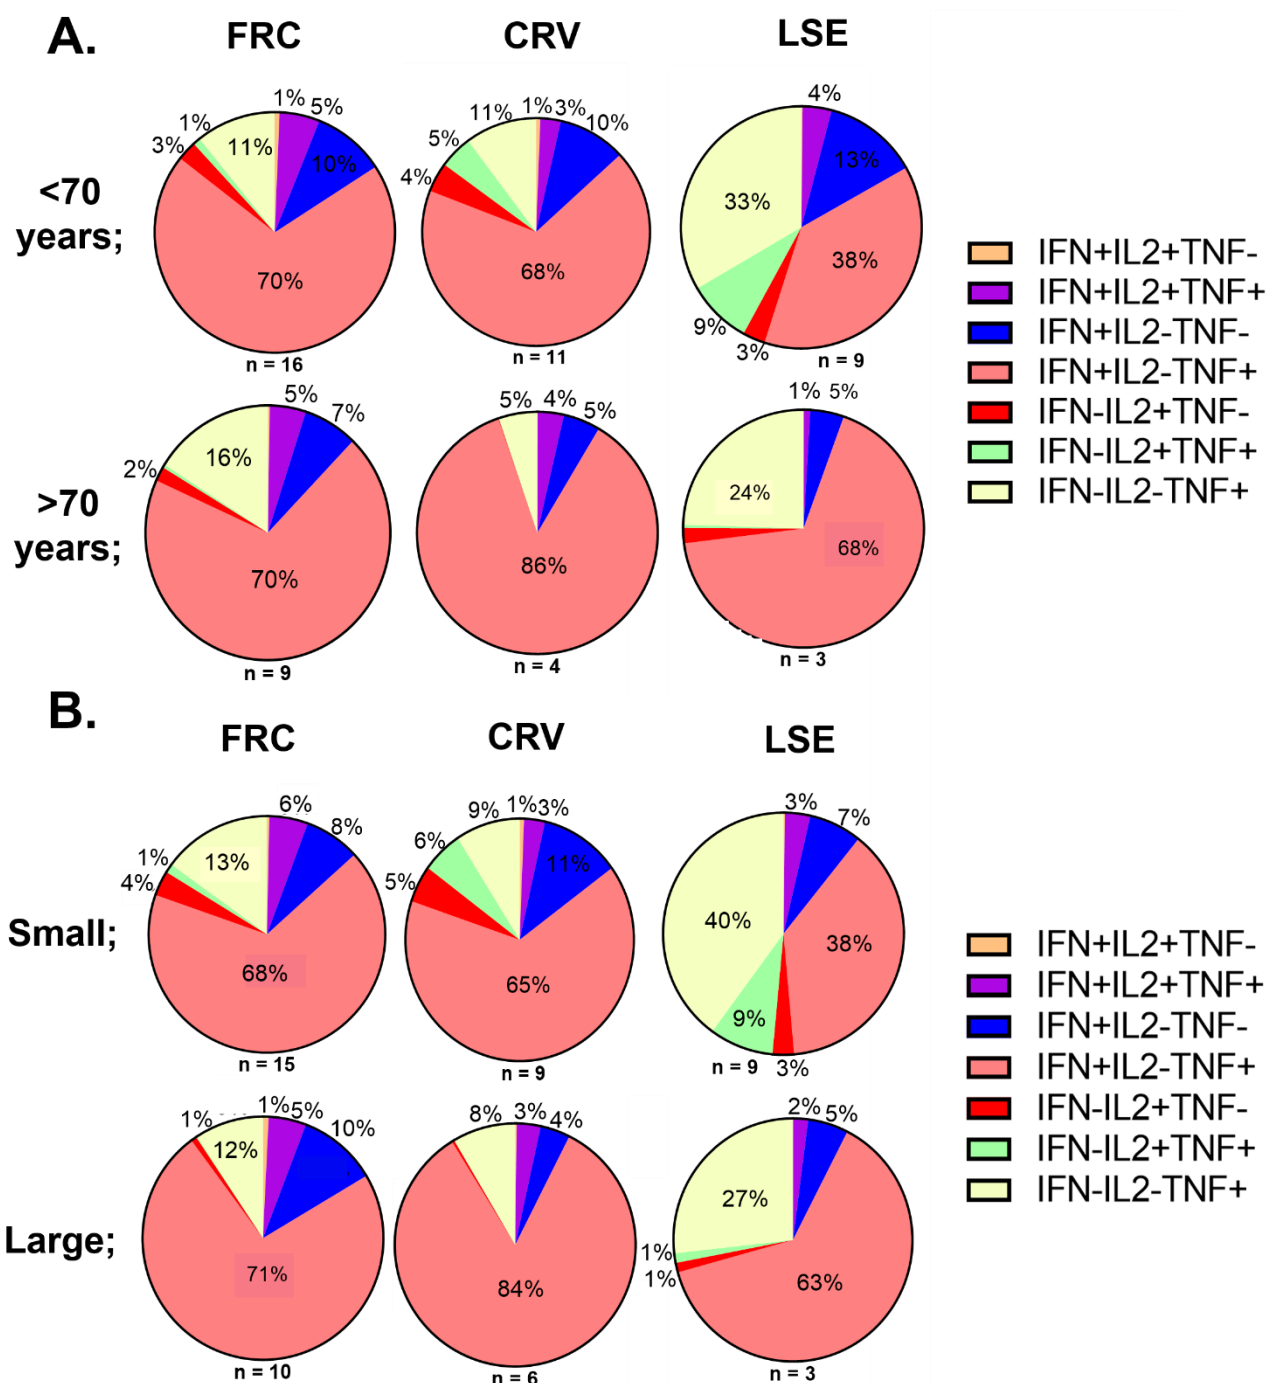 A.
FRC CRV LSE
<70
years;
1% 5% 10% 70% 3% 1% 11%
n = 16
1% 3% 10% 68% 4% 5% 11%
n = 11
4% 13% 38% 3% 9% 33%
n = 9
IFN+IL2+TNF-
IFN+IL2+TNF+
IFN+IL2-TNF-
IFN+IL2-TNF+
IFN-IL2+TNF-
IFN-IL2+TNF+
IFN-IL2-TNF+
>70
years;
5% 7% 70% 2% 16%
n = 9
4% 5% 86% 5%
n = 4
1% 5% 68% 24%
n = 3
B.
FRC CRV LSE
Small;
6% 8% 68% 4% 1% 13%
n = 15
1% 3% 11% 65% 5% 6% 9%
n = 9
3% 7% 38% 3% 9% 40%
n = 9
IFN+IL2+TNF-
IFN+IL2+TNF+
IFN+IL2-TNF-
IFN+IL2-TNF+
IFN-IL2+TNF-
IFN-IL2+TNF+
IFN-IL2-TNF+
Large;
1% 5% 10% 71% 1% 12%
n = 10
3% 4% 84% 8%
n = 6
2% 5% 63% 1% 1% 27%
n = 3